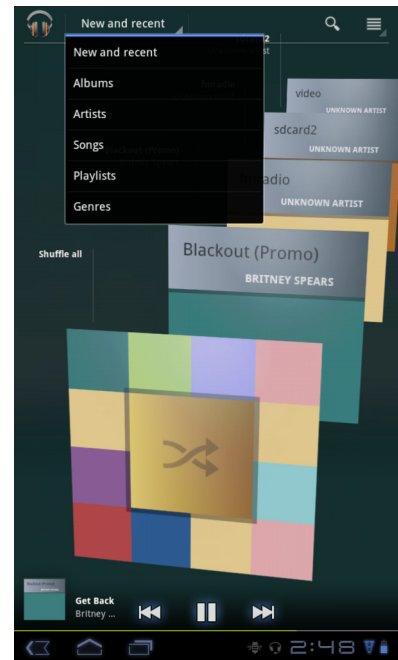 New and recent
New and recent
Albums
Artists
Songs
Playlists
Genres
video
UNKNOWN ARTIST
sdcard2
UNKNOWN ARTIST
UNKNOWN ARTIST
Blackout (Promo)
BRITNEY SPEARS
Shuffle all
Get Back
Britney ...
2:48